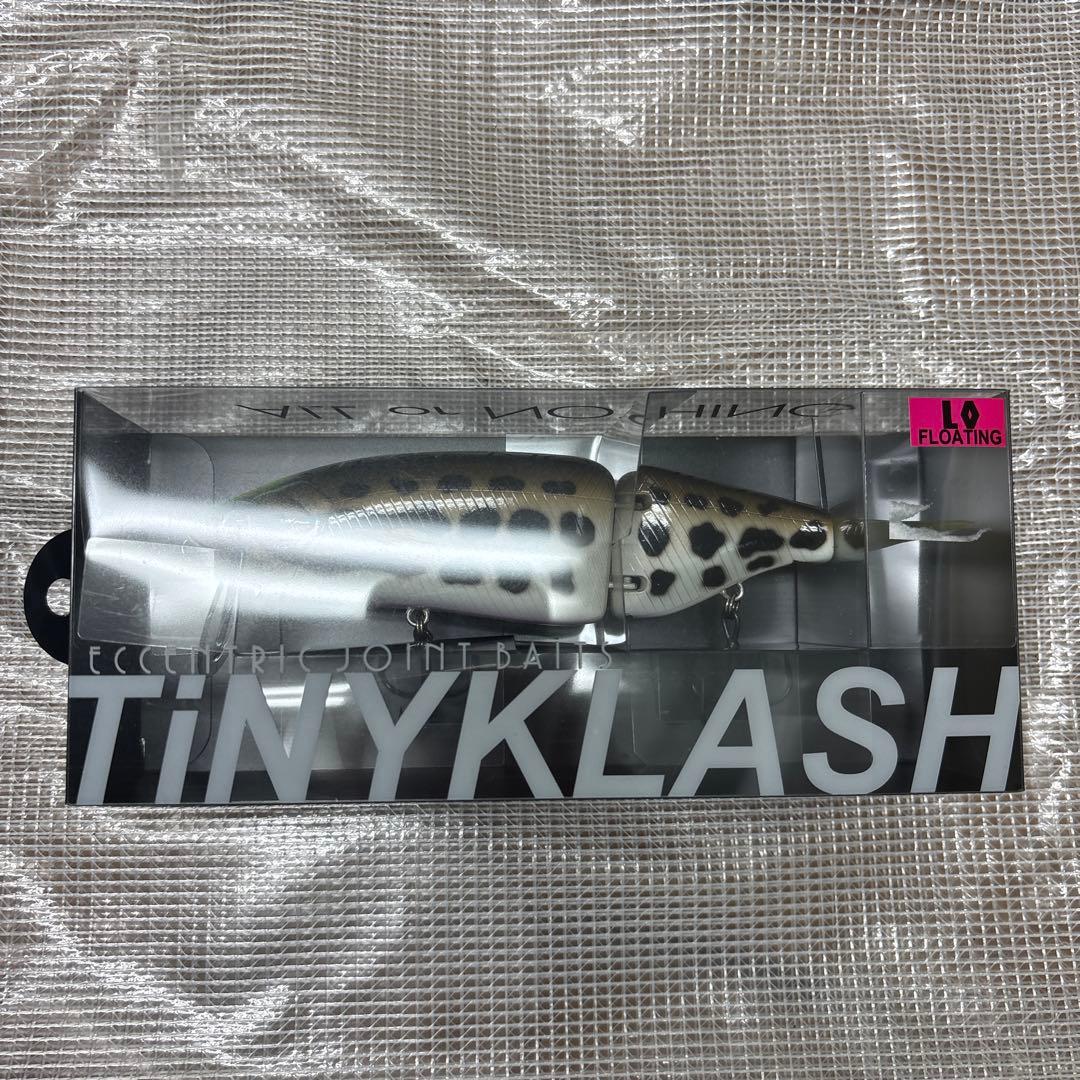 ALL or NOTHING
LO
FLOATING
ECCENTRIC JOINT BAITS
TiNYKLASH